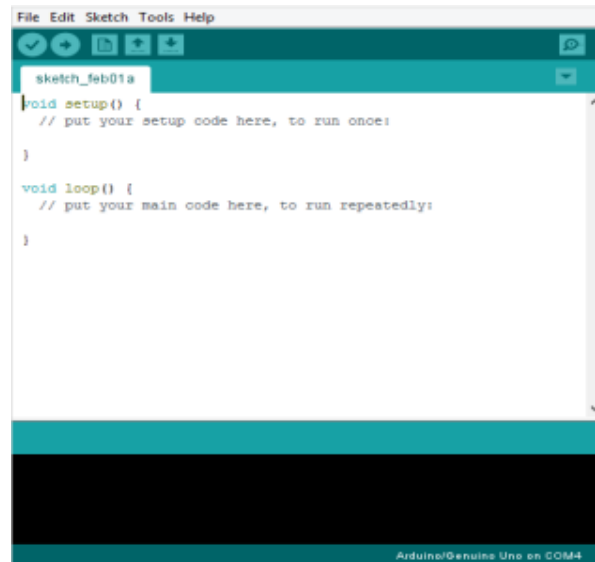 File Edit Sketch Tools Help
sketch_feb01a
void setup() {
// put your setup code here, to run once:
}
void loop() {
// put your main code here, to run repeatedly:
}
Arduino/Genuino Uno on COM4